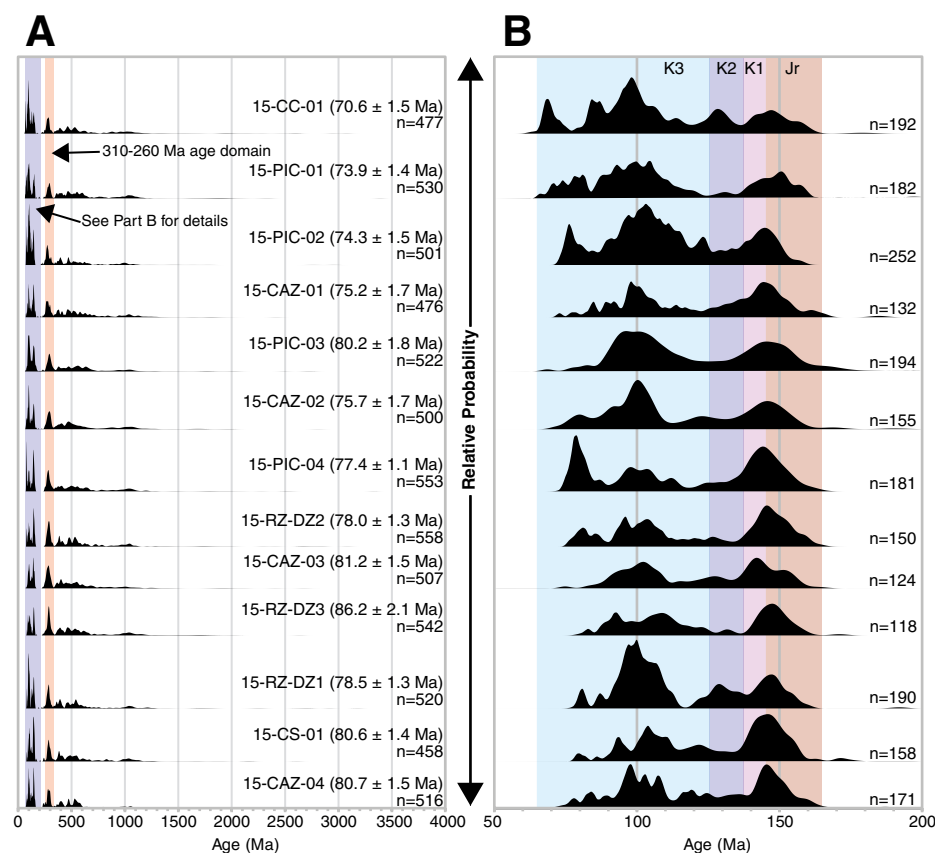 A
B
K3 K2 K1 Jr
15-CC-01 (70.6 ± 1.5 Ma)
n=477
n=192
310-260 Ma age domain
15-PIC-01 (73.9 ± 1.4 Ma)
n=530
n=182
See Part B for details
15-PIC-02 (74.3 ± 1.5 Ma)
n=501
n=252
15-CAZ-01 (75.2 ± 1.7 Ma)
n=476
n=132
15-PIC-03 (80.2 ± 1.8 Ma)
n=522
n=194
15-CAZ-02 (75.7 ± 1.7 Ma)
n=500
n=155
15-PIC-04 (77.4 ± 1.1 Ma)
n=553
n=181
15-RZ-DZ2 (78.0 ± 1.3 Ma)
n=558
n=150
15-CAZ-03 (81.2 ± 1.5 Ma)
n=507
n=124
15-RZ-DZ3 (86.2 ± 2.1 Ma)
n=542
n=118
15-RZ-DZ1 (78.5 ± 1.3 Ma)
n=520
n=190
15-CS-01 (80.6 ± 1.4 Ma)
n=458
n=158
15-CAZ-04 (80.7 ± 1.5 Ma)
n=516
n=171
Relative Probability
0 500 1000 1500 2000 2500 3000 3500 4000
Age (Ma)
50 100 150 200
Age (Ma)